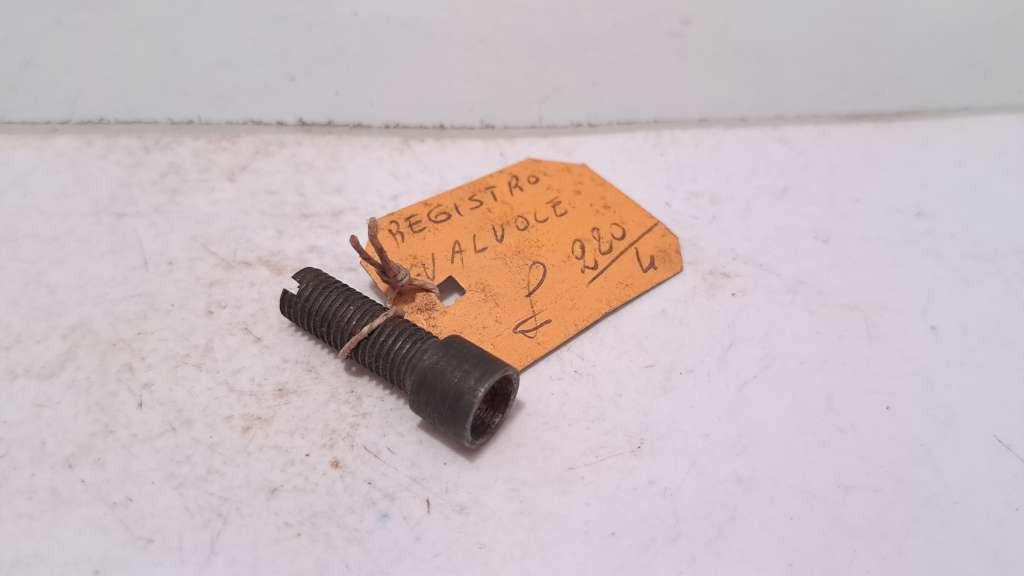 REGISTRO
VALVOLE
£ 220/4